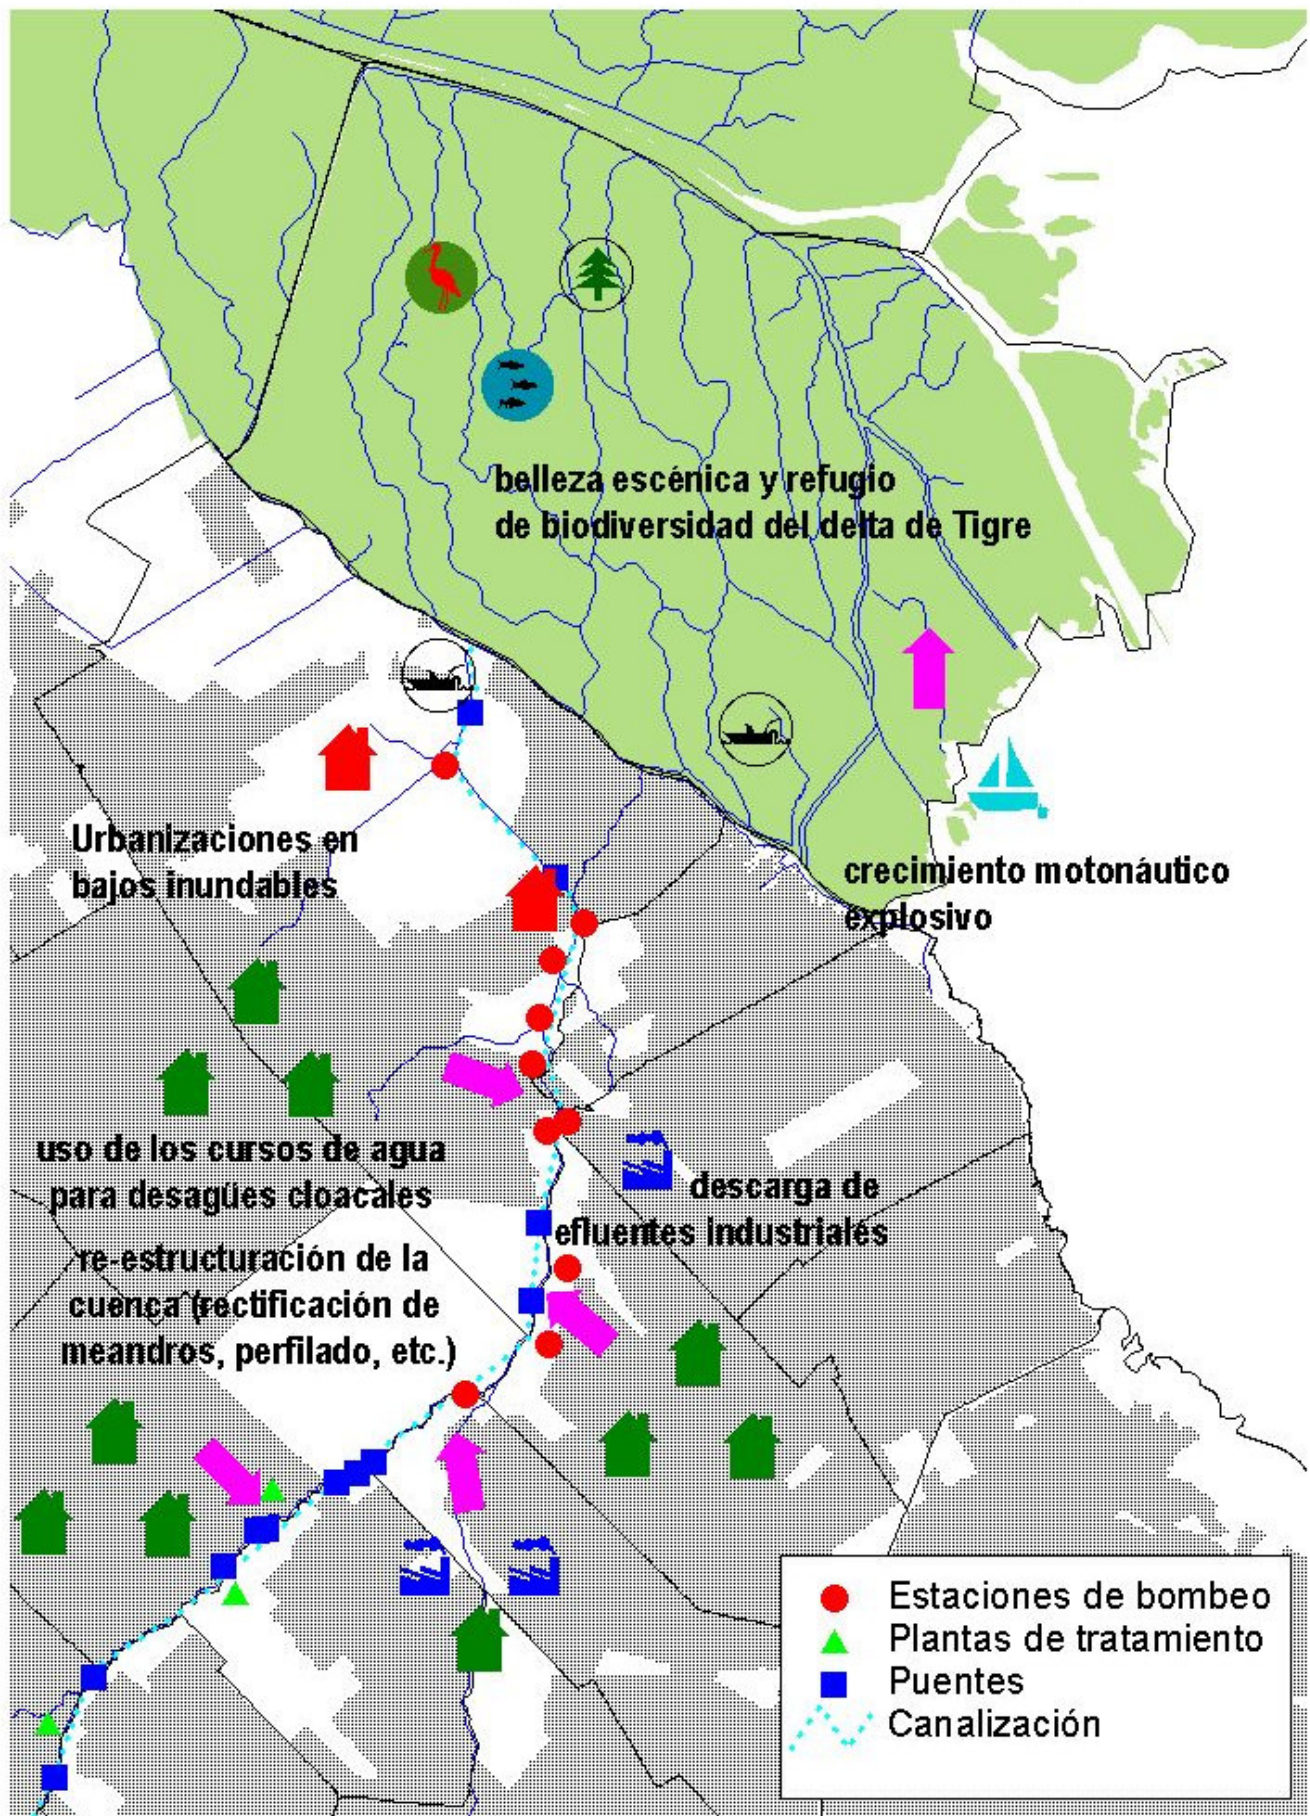 belleza escénica y refugio
de biodiversidad del delta de Tigre
Urbanizaciones en
bajos inundables
crecimiento motonáutico
explosivo
uso de los cursos de agua
para desagües cloacales
descarga de
efluentes industriales
re-estructuración de la
cuenca (rectificación de
meandros, perfilado, etc.)
Estaciones de bombeo
Plantas de tratamiento
Puentes
Canalización